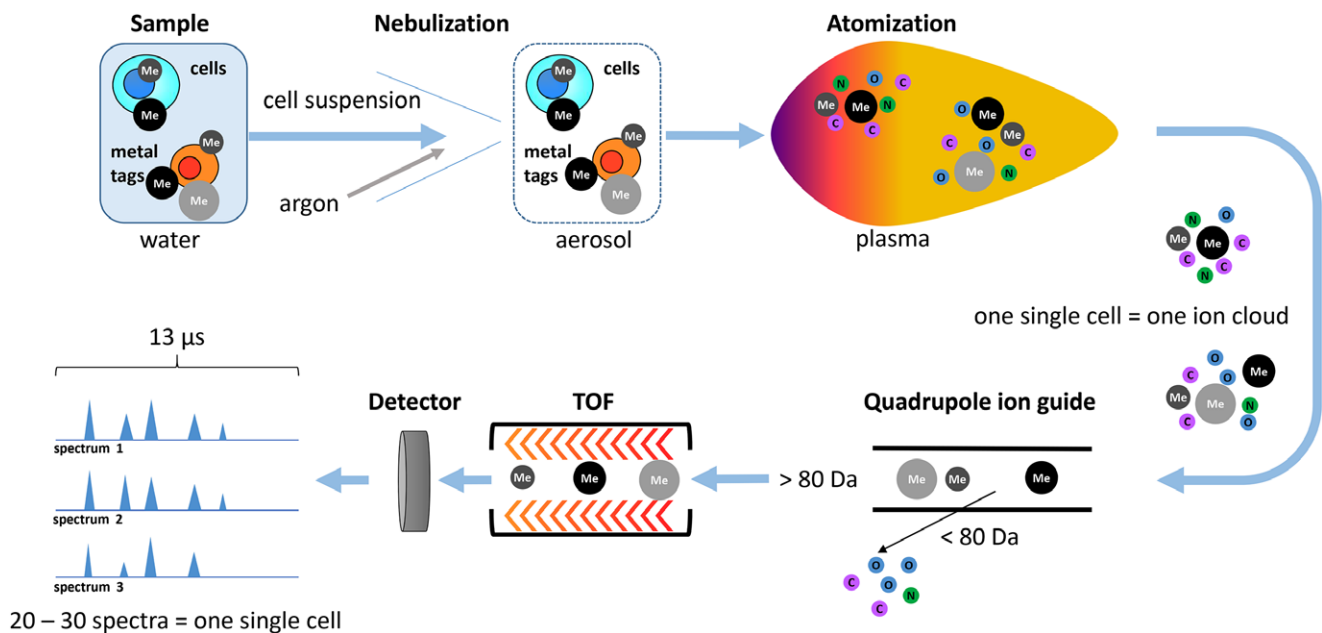 Sample
Nebulization
Atomization
Me
cells
Me
cell suspension
Me
metal
tags
Me
Me
argon
water
Me
cells
Me
Me
metal
tags
Me
Me
aerosol
N
O
C
Me
Me
N
C
C
O
Me
Me
C
O
C
Me
O
N
plasma
N
O
Me
Me
C
C
C
N
one single cell = one ion cloud
O
Me
C
O
Me
Me
N
C
O
13 µs
spectrum 1
spectrum 2
spectrum 3
20 – 30 spectra = one single cell
Detector
TOF
Me
Me
Me
> 80 Da
Quadrupole ion guide
Me
Me
Me
< 80 Da
O
O
C
O
N
C